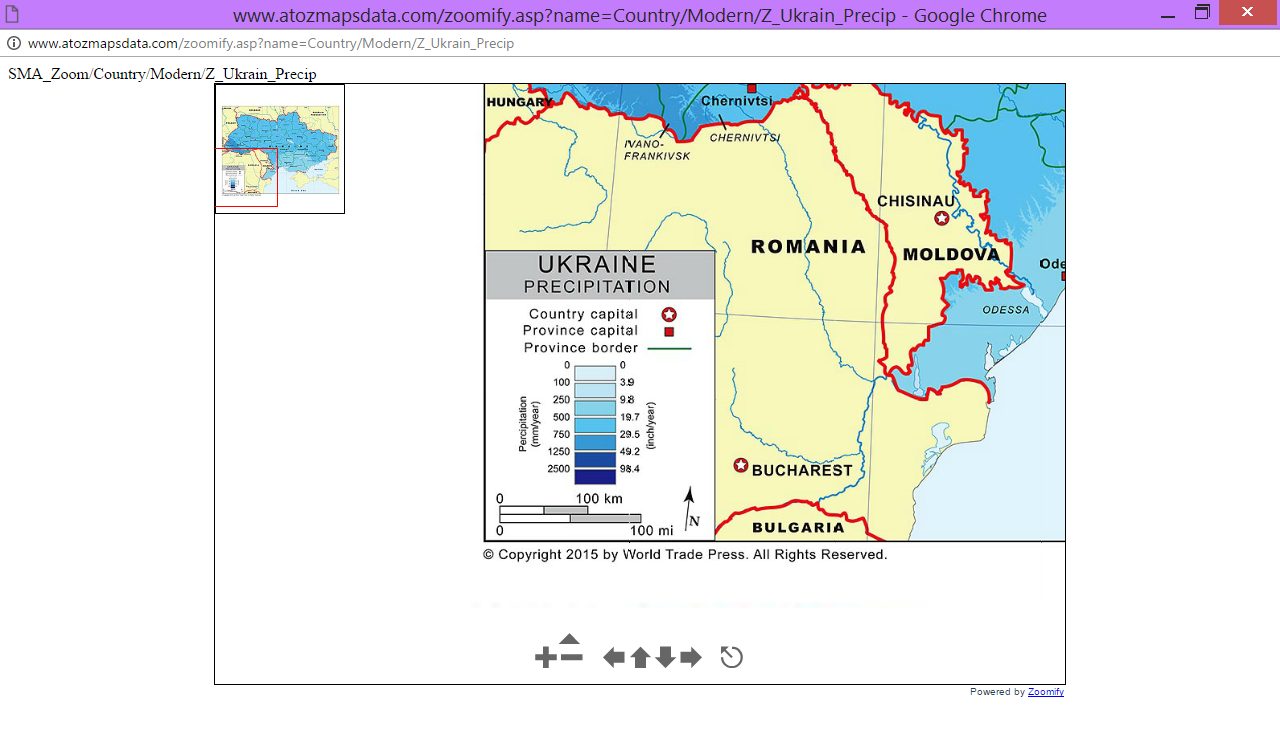 www.atozmapsdata.com/zoomify.asp?name=Country/Modern/Z_Ukrain_Precip - Google Chrome
www.atozmapsdata.com/zoomify.asp?name=Country/Modern/Z_Ukrain_Precip
SMA_Zoom/Country/Modern/Z_Ukrain_Precip
HUNGARY
Chernivtsi
IVANO-
FRANKIVSK
CHERNIVTSI
CHISINAU
ROMANIA
MOLDOVA
Ode
ODESSA
UKRAINE
PRECIPITATION
Country capital
Province capital
Province border
0 0
100 3.9
250 9.8
500 19.7
750 29.5
1250 49.2
2500 98.4
Percipitation
(mm/year)
(inch/year)
0 100 km
0 100 mi
N
BUCHAREST
BULGARIA
© Copyright 2015 by World Trade Press. All Rights Reserved.
Powered by Zoomify